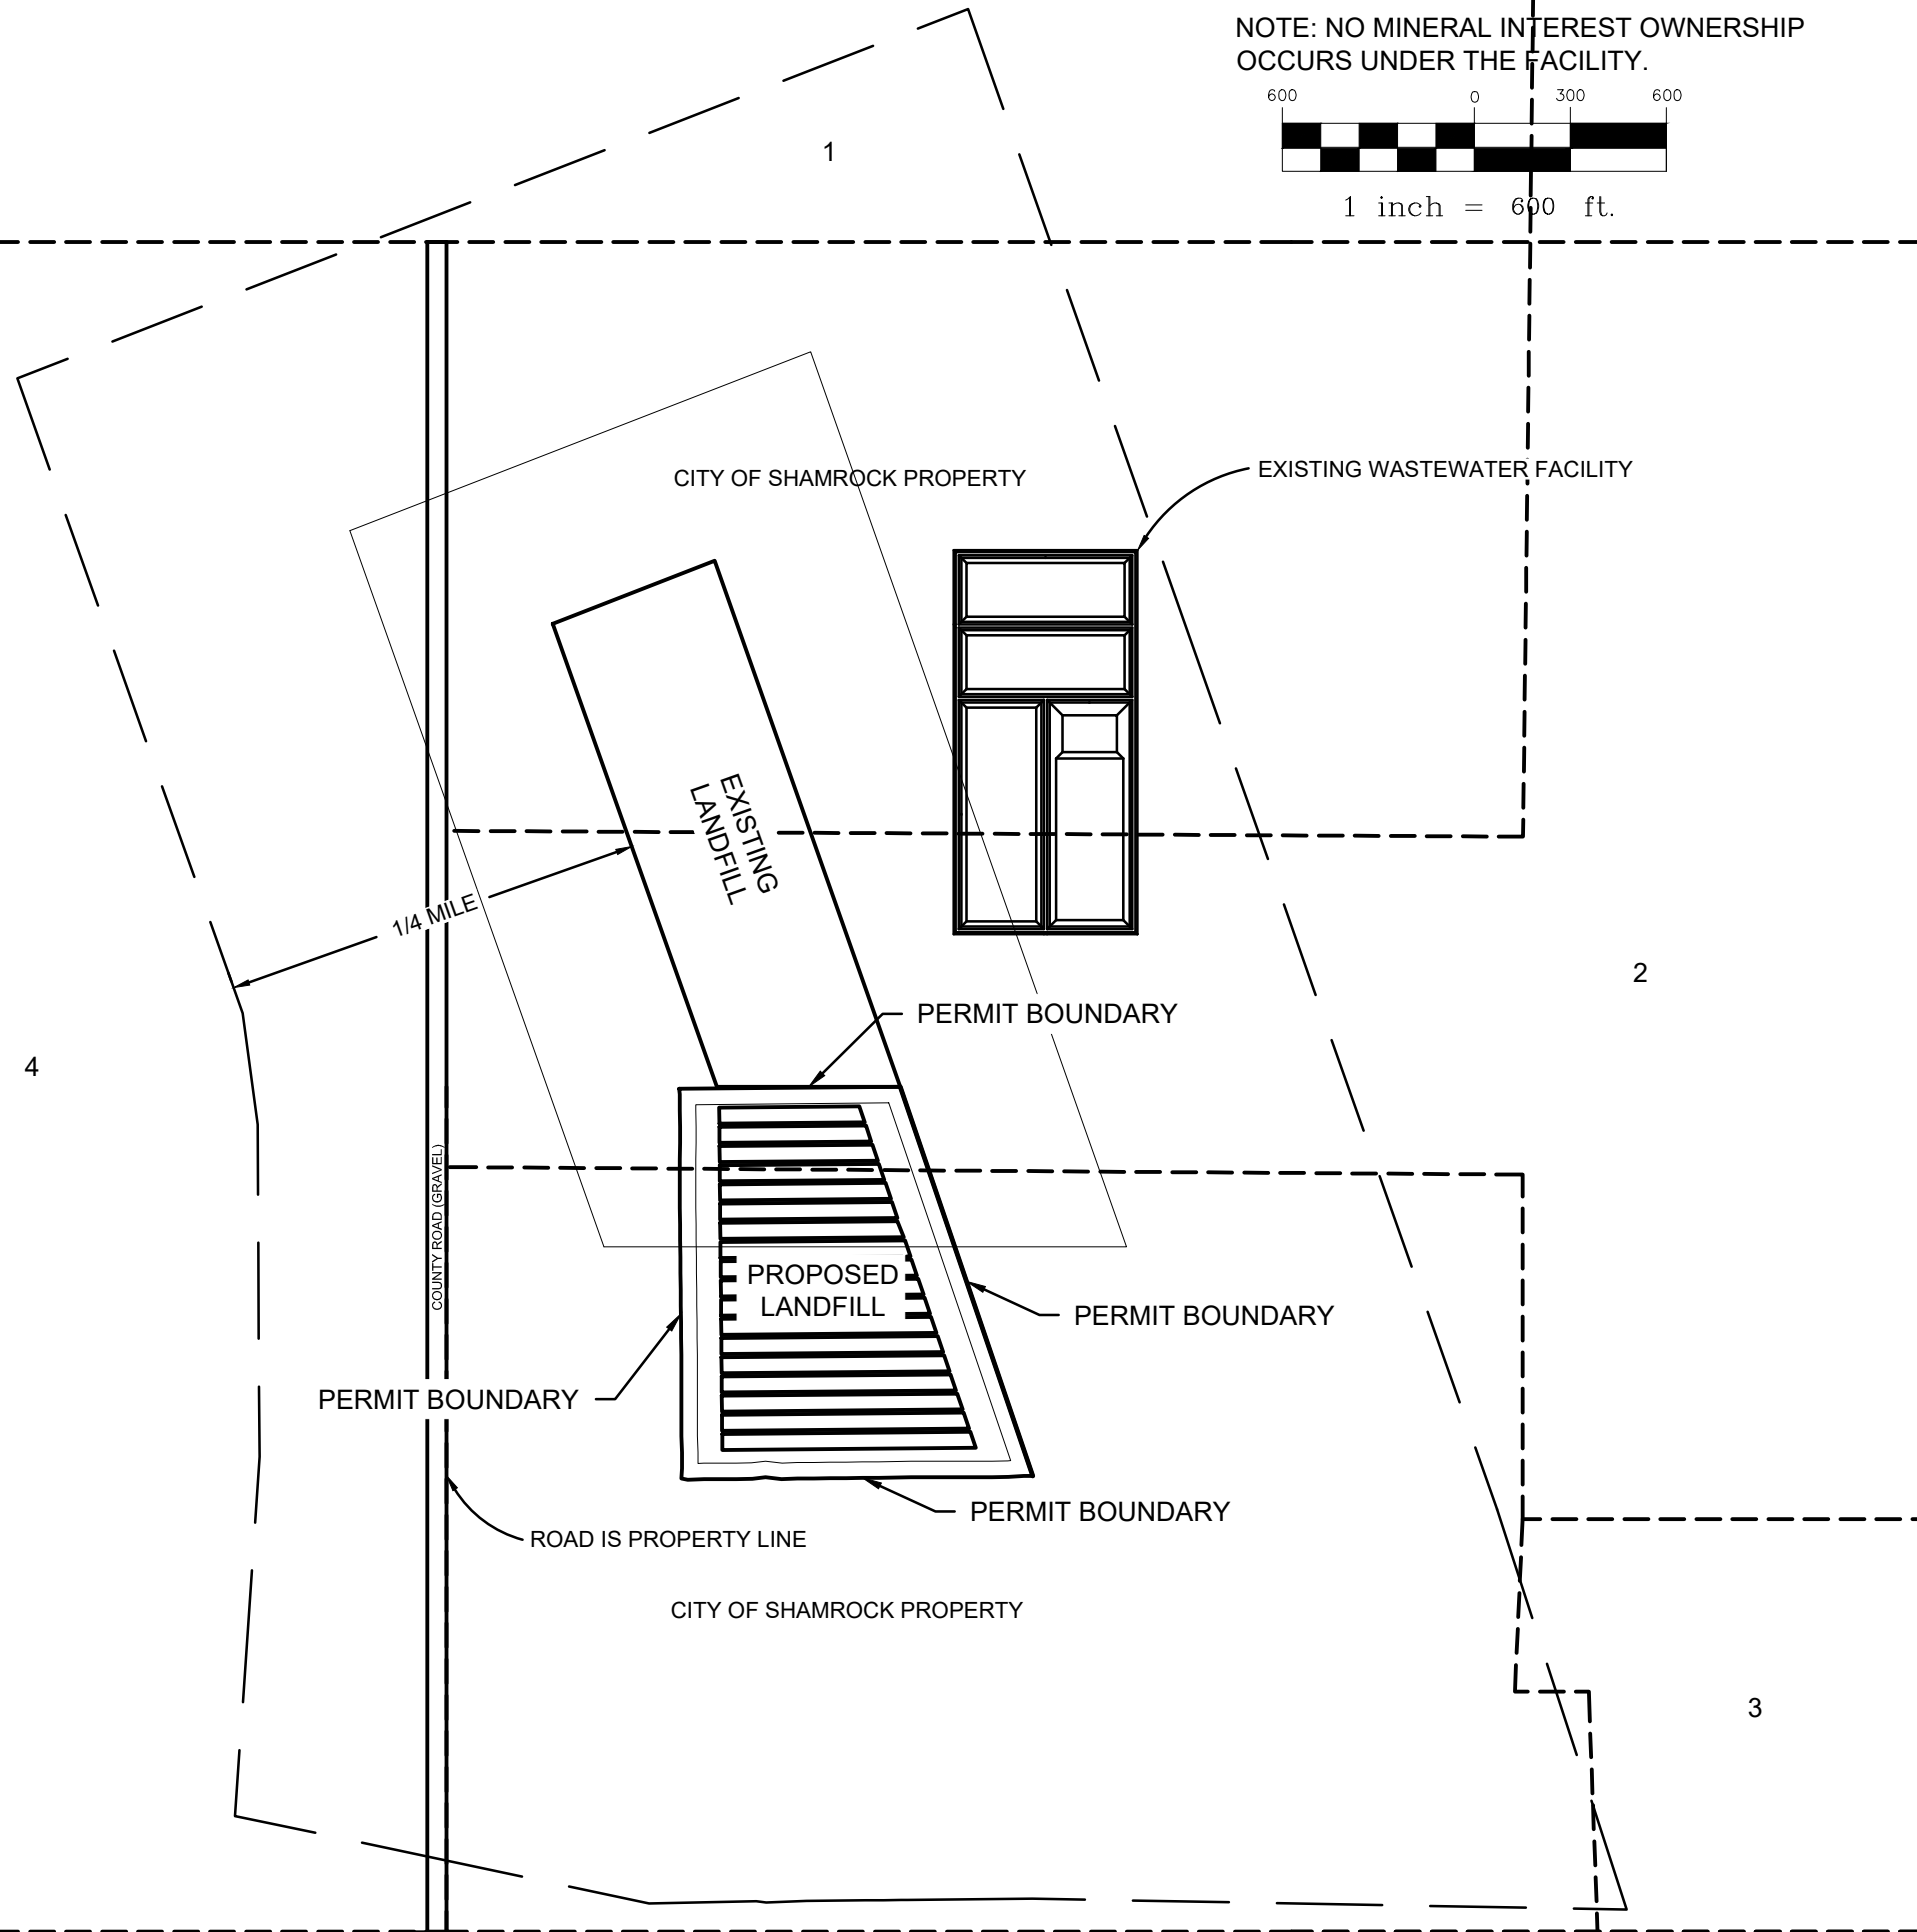 NOTE: NO MINERAL INTEREST OWNERSHIP
OCCURS UNDER THE FACILITY.
600 0 300 600
1 inch = 600 ft.
1
CITY OF SHAMROCK PROPERTY
EXISTING WASTEWATER FACILITY
EXISTING
LANDFILL
1/4 MILE
2
PERMIT BOUNDARY
4
COUNTY ROAD (GRAVEL)
PROPOSED
LANDFILL
PERMIT BOUNDARY
PERMIT BOUNDARY
PERMIT BOUNDARY
ROAD IS PROPERTY LINE
CITY OF SHAMROCK PROPERTY
3